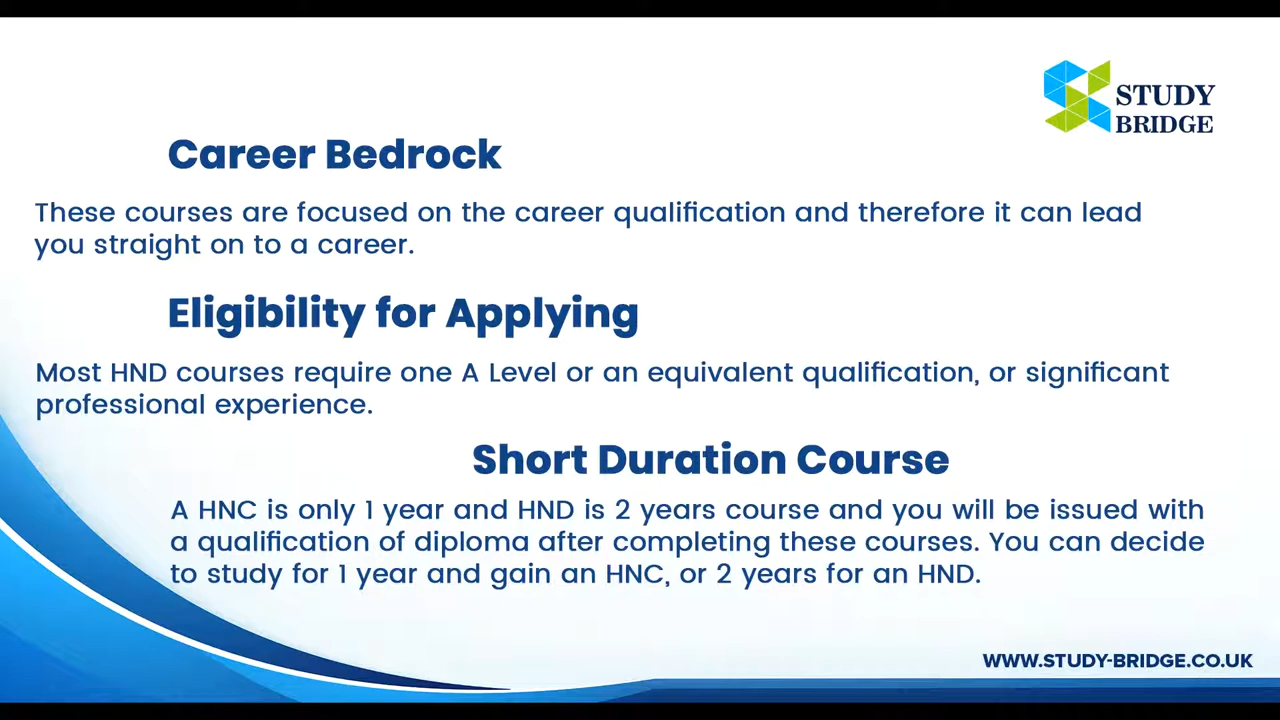 STUDY
BRIDGE
Career Bedrock
These courses are focused on the career qualification and therefore it can lead
you straight on to a career.
Eligibility for Applying
Most HND courses require one A Level or an equivalent qualification, or significant
professional experience.
Short Duration Course
A HNC is only 1 year and HND is 2 years course and you will be issued with
a qualification of diploma after completing these courses. You can decide
to study for 1 year and gain an HNC, or 2 years for an HND.
WWW.STUDY-BRIDGE.CO.UK